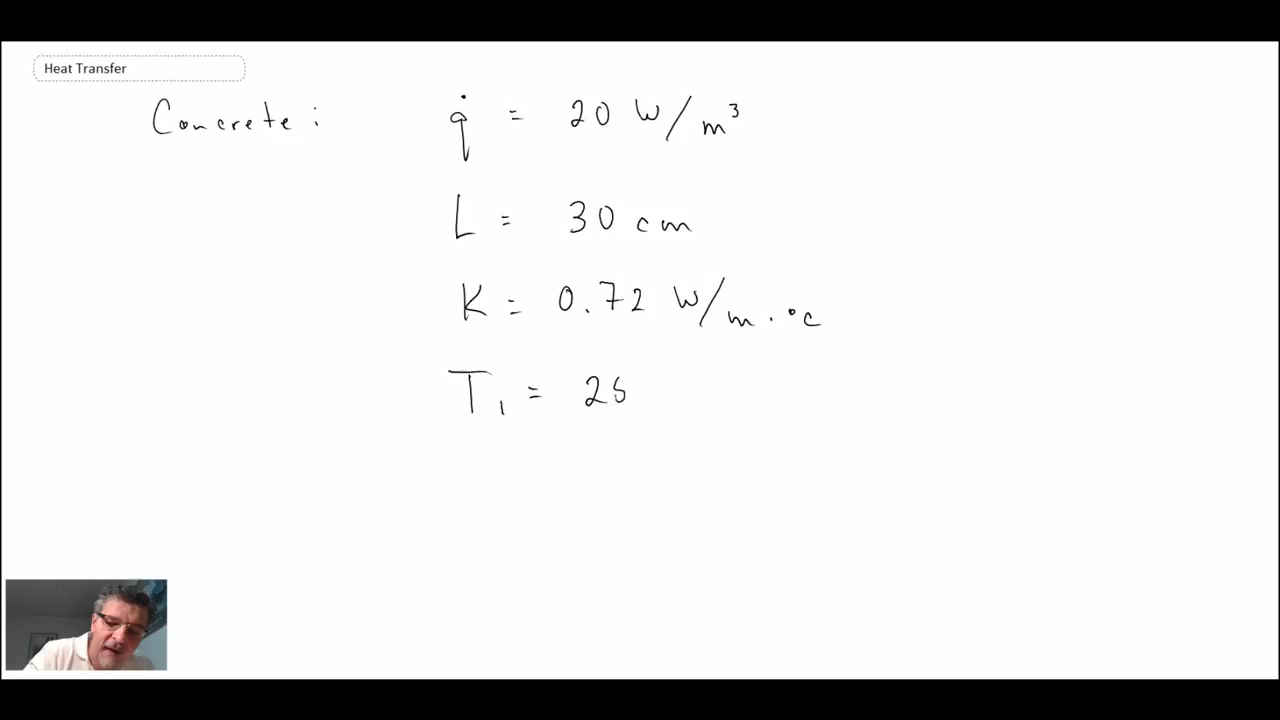 Heat Transfer
Concrete : q̇ = 20 W/m³
L = 30 cm
K = 0.72 W/m.°c
T₁ = 25